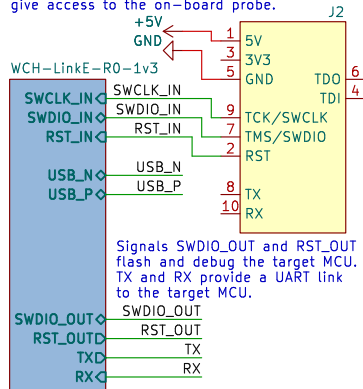 give access to the on-board probe.
J2
+5V
GND
1
5V
3
3V3
5
GND
TDO
6
TDI
4
WCH-LinkE-R0-1v3
SWCLK_IN
SWCLK_IN
9
TCK/SWCLK
SWDIO_IN
SWDIO_IN
7
TMS/SWDIO
RST_IN
RST_IN
2
RST
USB_N
USB_N
USB_P
USB_P
8
TX
10
RX
Signals SWDIO_OUT and RST_OUT
flash and debug the target MCU.
TX and RX provide a UART link
to the target MCU.
SWDIO_OUT
SWDIO_OUT
RST_OUT
RST_OUT
TX
TX
RX
RX